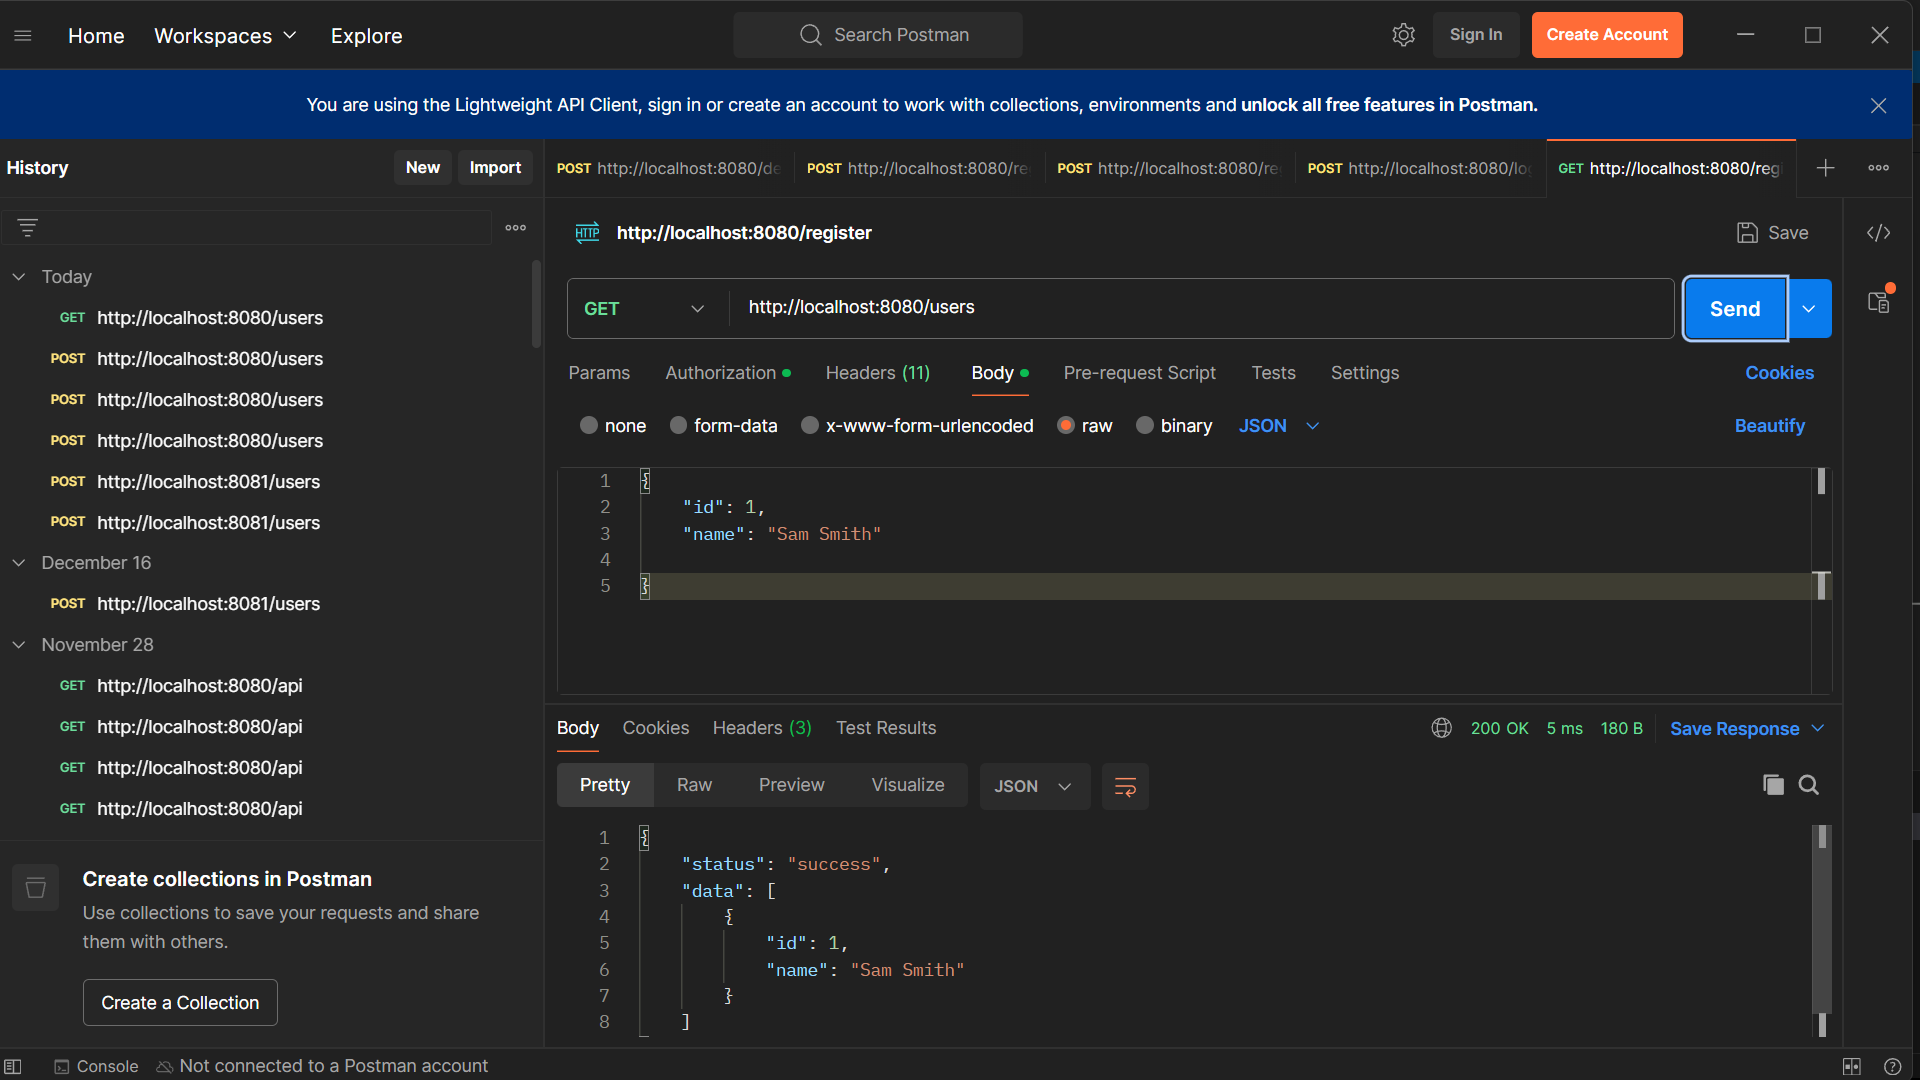 Home Workspaces Explore Search Postman Sign In Create Account
You are using the Lightweight API Client, sign in or create an account to work with collections, environments and unlock all free features in Postman.
History New Import
POST http://localhost:8080/de POST http://localhost:8080/re POST http://localhost:8080/re POST http://localhost:8080/lo GET http://localhost:8080/reg
HTTP http://localhost:8080/register Save </>
Today
GET http://localhost:8080/users
POST http://localhost:8080/users
POST http://localhost:8080/users
POST http://localhost:8080/users
POST http://localhost:8081/users
POST http://localhost:8081/users
December 16
POST http://localhost:8081/users
November 28
GET http://localhost:8080/api
GET http://localhost:8080/api
GET http://localhost:8080/api
GET http://localhost:8080/api
Create collections in Postman
Use collections to save your requests and share
them with others.
Create a Collection
GET http://localhost:8080/users Send
Params Authorization Headers (11) Body Pre-request Script Tests Settings Cookies
none form-data x-www-form-urlencoded raw binary JSON Beautify
1 {
2 "id": 1,
3 "name": "Sam Smith"
4
5 }
Body Cookies Headers (3) Test Results 200 OK 5 ms 180 B Save Response
Pretty Raw Preview Visualize JSON
1 {
2 "status": "success",
3 "data": [
4 {
5 "id": 1,
6 "name": "Sam Smith"
7 }
8 ]
Console Not connected to a Postman account